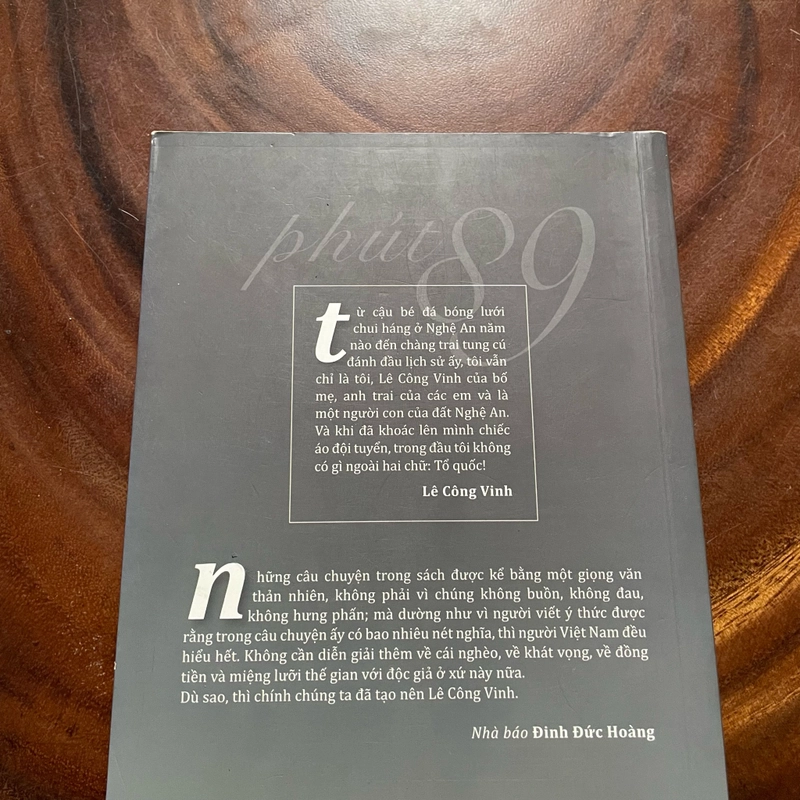 phút 89
từ cậu bé đá bóng lưới
chui háng ở Nghệ An năm
nào đến chàng trai tung cú
đánh đầu lịch sử ấy, tôi vẫn
chỉ là tôi, Lê Công Vinh của bố
mẹ, anh trai của các em và là
một người con của đất Nghệ An.
Và khi đã khoác lên mình chiếc
áo đội tuyển, trong đầu tôi không
có gì ngoài hai chữ: Tổ quốc!
Lê Công Vinh
những câu chuyện trong sách được kể bằng một giọng văn
thản nhiên, không phải vì chúng không buồn, không đau,
không hưng phấn; mà dường như vì người viết ý thức được
rằng trong câu chuyện ấy có bao nhiêu nét nghĩa, thì người Việt Nam đều
hiểu hết. Không cần diễn giải thêm về cái nghèo, về khát vọng, về đồng
tiền và miệng lưỡi thế gian với độc giả ở xứ này nữa.
Dù sao, thì chính chúng ta đã tạo nên Lê Công Vinh.
Nhà báo Đinh Đức Hoàng